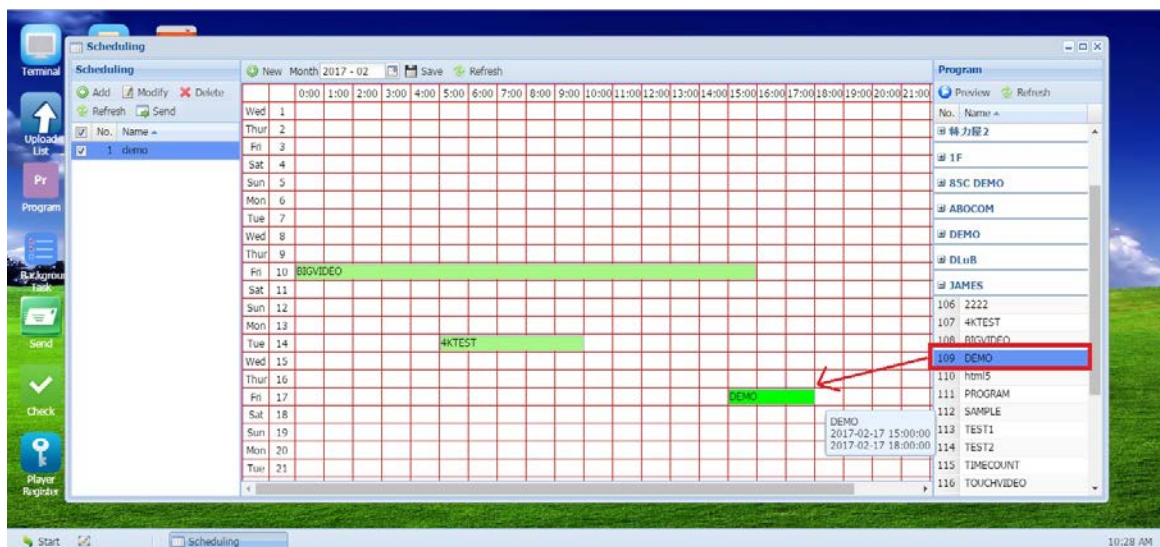 Scheduling
Terminal
Upload List
Pr
Program
Background Task
Send
Check
Player Register
Scheduling
Add Modify Delete
Refresh Send
No. Name
1 demo
New Month 2017 - 02 Save Refresh
0:00 1:00 2:00 3:00 4:00 5:00 6:00 7:00 8:00 9:00 10:00 11:00 12:00 13:00 14:00 15:00 16:00 17:00 18:00 19:00 20:00 21:00
Wed 1
Thur 2
Fri 3
Sat 4
Sun 5
Mon 6
Tue 7
Wed 8
Thur 9
Fri 10 BIGVIDEO
Sat 11
Sun 12
Mon 13
Tue 14 4KTEST
Wed 15
Thur 16
Fri 17 DEMO
Sat 18
Sun 19
Mon 20
Tue 21
DEMO
2017-02-17 15:00:00
2017-02-17 18:00:00
Program
Preview Refresh
No. Name
1F
85C DEMO
ABOCOM
DEMO
DLuB
JAMES
106 2222
107 4KTEST
108 BIGVIDEO
109 DEMO
110 html5
111 PROGRAM
112 SAMPLE
113 TEST1
114 TEST2
115 TIMECOUNT
116 TOUCHVIDEO
Start
Scheduling
10:28 AM